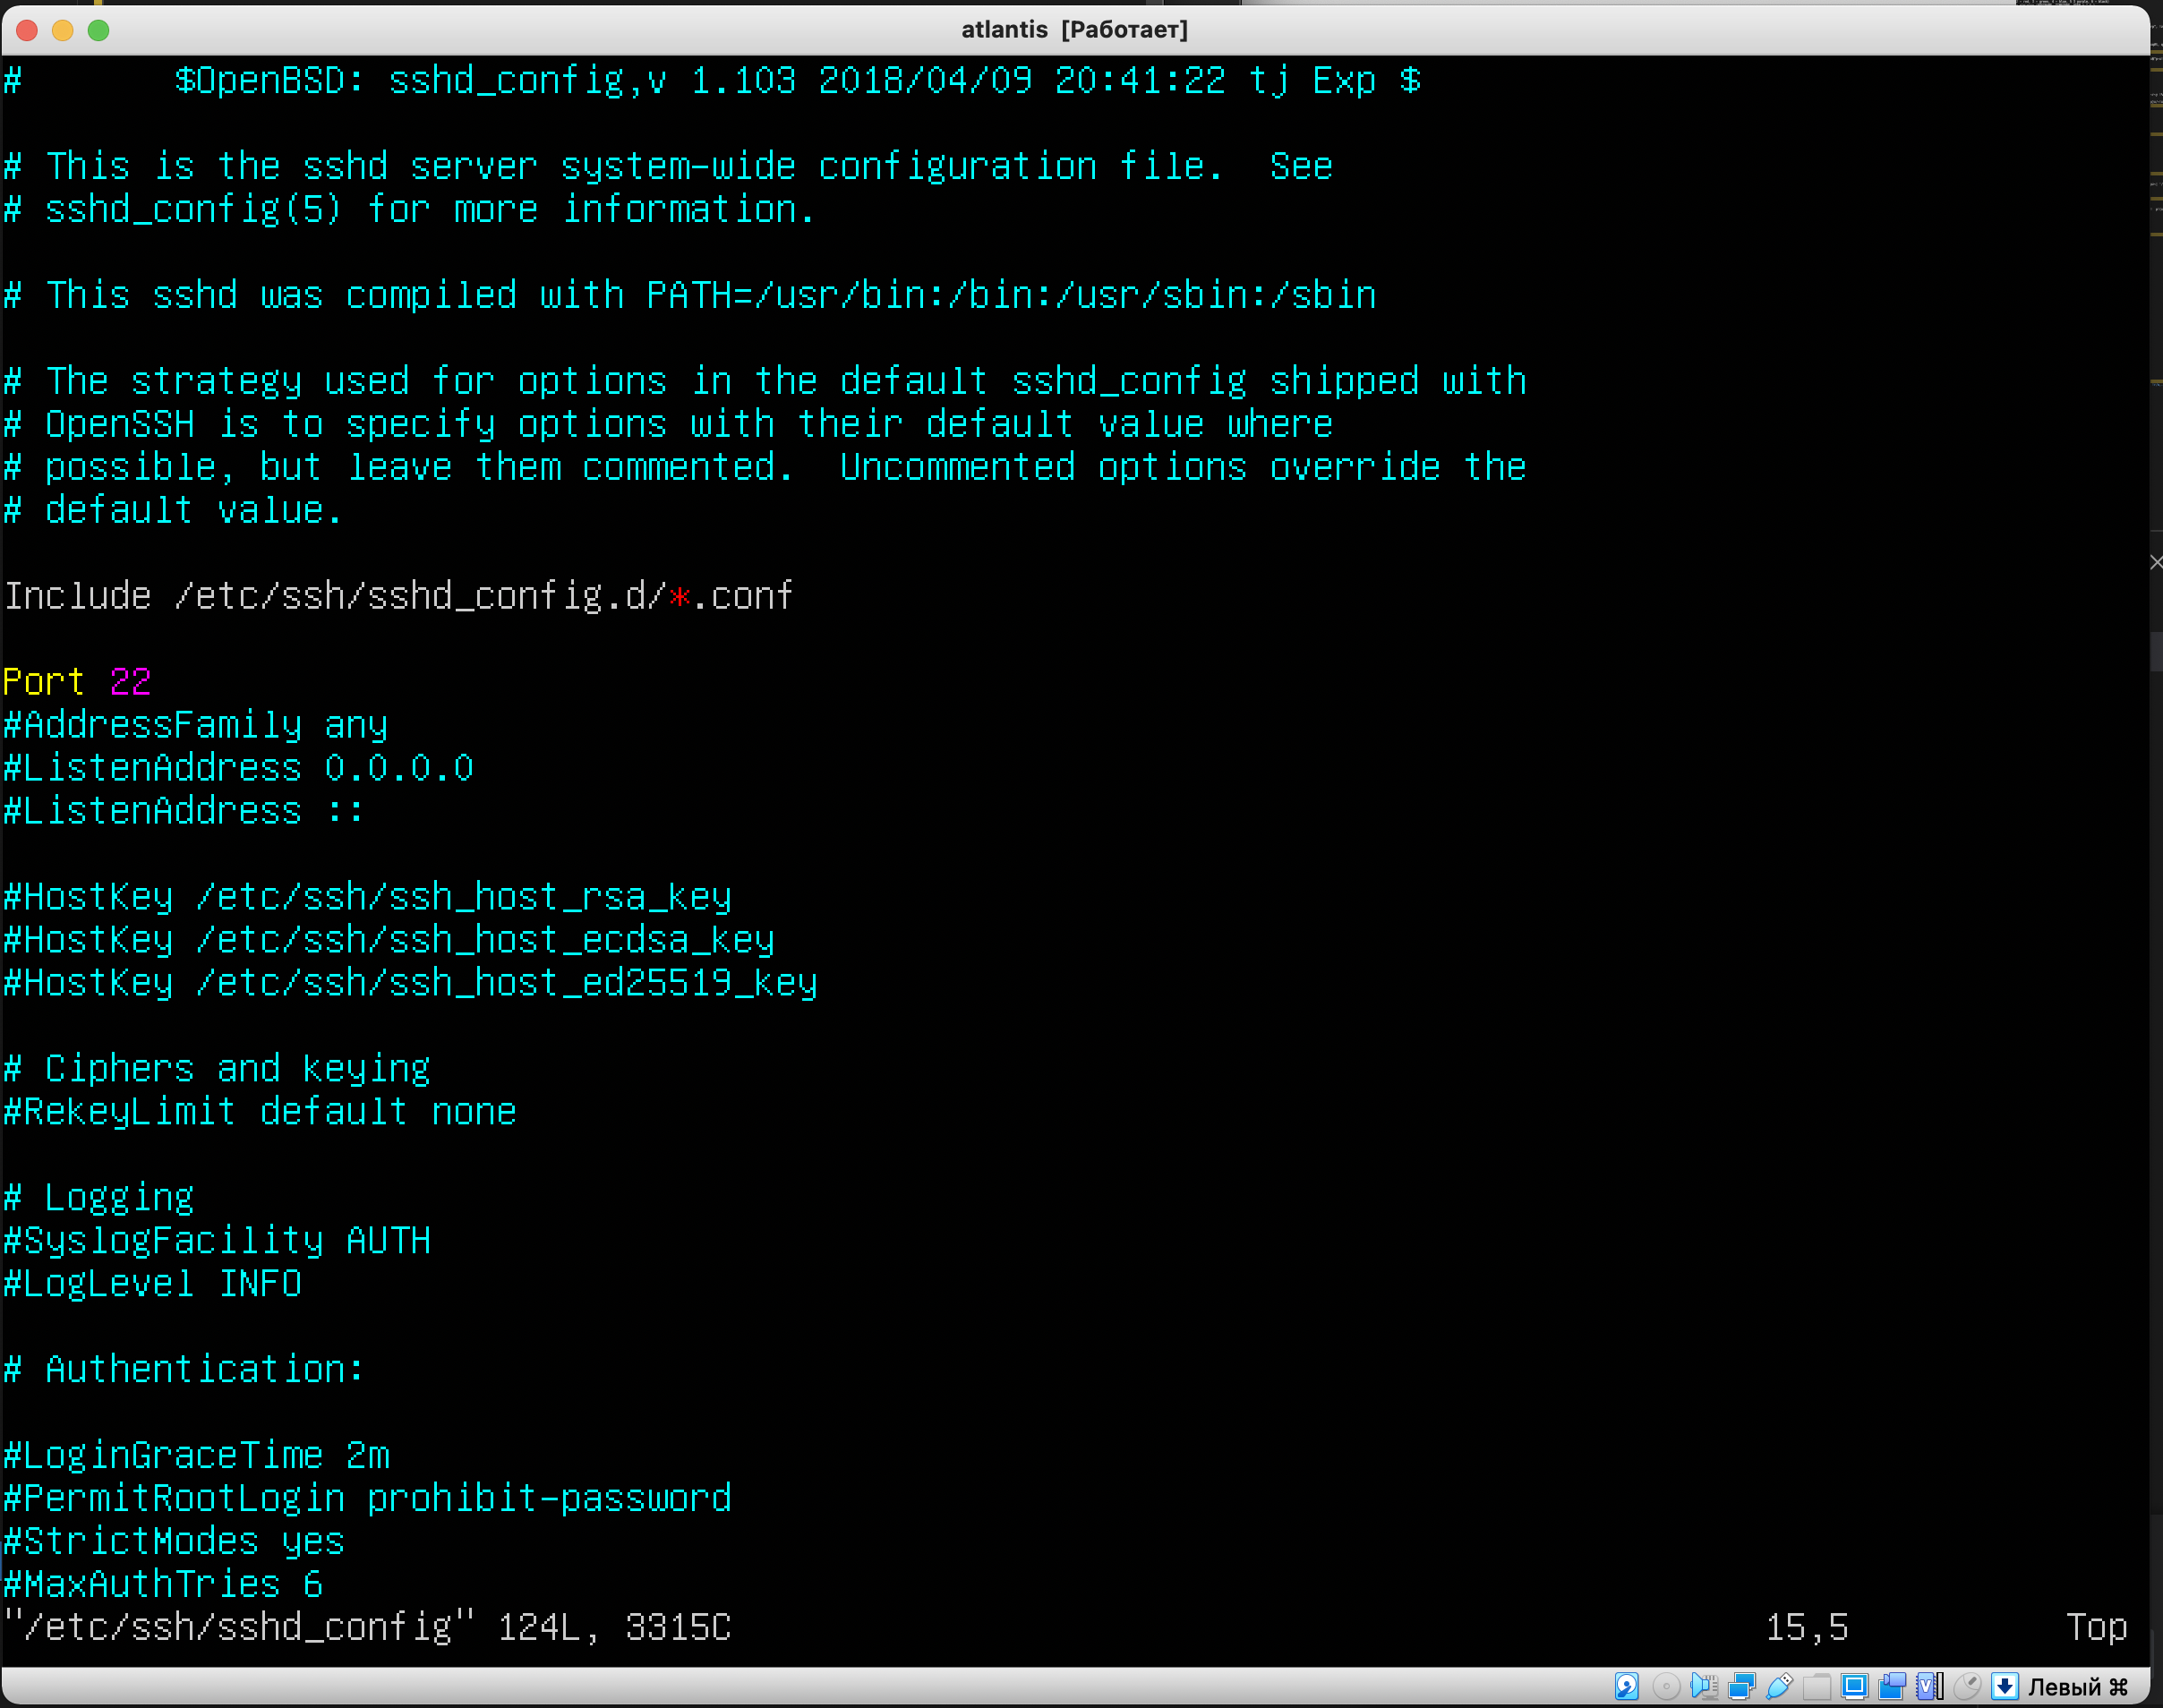 atlantis [Работает]
#       $OpenBSD: sshd_config,v 1.103 2018/04/09 20:41:22 tj Exp $
# This is the sshd server system-wide configuration file.  See
# sshd_config(5) for more information.
# This sshd was compiled with PATH=/usr/bin:/bin:/usr/sbin:/sbin
# The strategy used for options in the default sshd_config shipped with
# OpenSSH is to specify options with their default value where
# possible, but leave them commented.  Uncommented options override the
# default value.
Include /etc/ssh/sshd_config.d/*.conf
Port 22
#AddressFamily any
#ListenAddress 0.0.0.0
#ListenAddress ::
#HostKey /etc/ssh/ssh_host_rsa_key
#HostKey /etc/ssh/ssh_host_ecdsa_key
#HostKey /etc/ssh/ssh_host_ed25519_key
# Ciphers and keying
#RekeyLimit default none
# Logging
#SyslogFacility AUTH
#LogLevel INFO
# Authentication:
#LoginGraceTime 2m
#PermitRootLogin prohibit-password
#StrictModes yes
#MaxAuthTries 6
"/etc/ssh/sshd_config" 124L, 3315C 15,5 Top
Левый ⌘